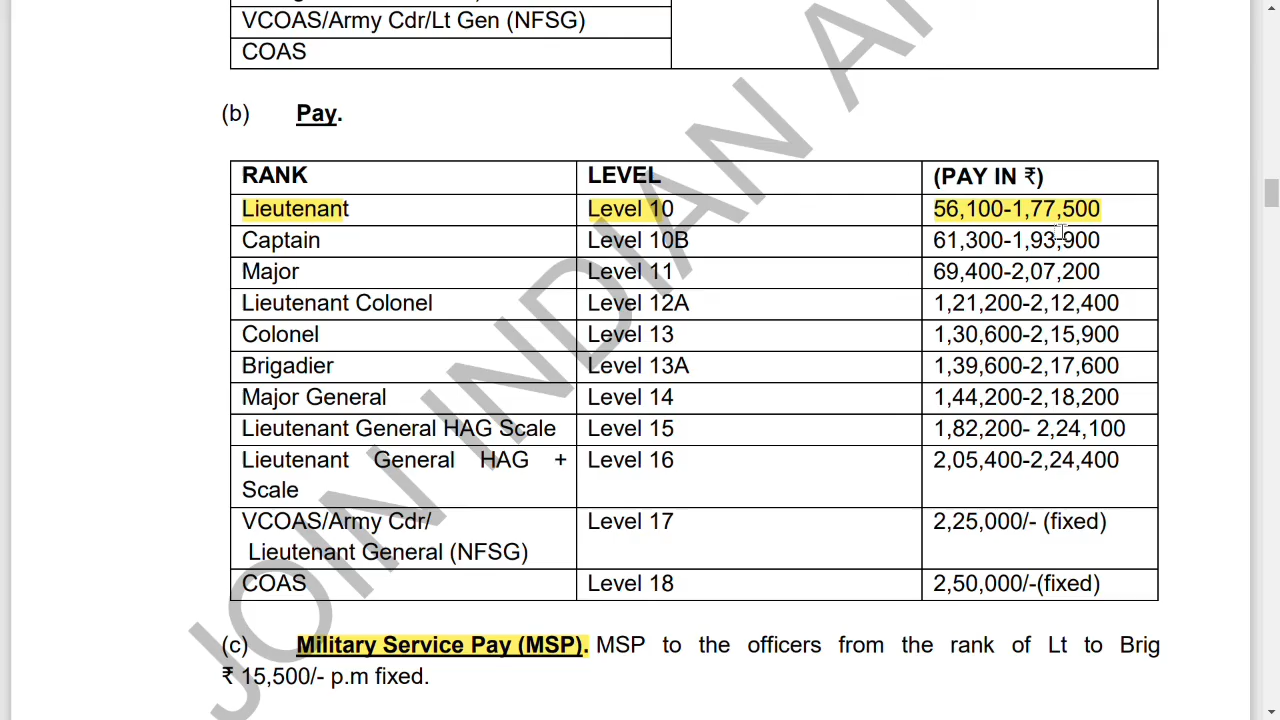 VCOAS/Army Cdr/Lt Gen (NFSG)
COAS
(b) Pay.
RANK LEVEL (PAY IN ₹)
Lieutenant Level 10 56,100-1,77,500
Captain Level 10B 61,300-1,93,900
Major Level 11 69,400-2,07,200
Lieutenant Colonel Level 12A 1,21,200-2,12,400
Colonel Level 13 1,30,600-2,15,900
Brigadier Level 13A 1,39,600-2,17,600
Major General Level 14 1,44,200-2,18,200
Lieutenant General HAG Scale Level 15 1,82,200- 2,24,100
Lieutenant General HAG + Level 16 2,05,400-2,24,400
Scale
VCOAS/Army Cdr/ Level 17 2,25,000/- (fixed)
Lieutenant General (NFSG)
COAS Level 18 2,50,000/-(fixed)
(c) Military Service Pay (MSP). MSP to the officers from the rank of Lt to Brig
₹ 15,500/- p.m fixed.
JOIN INDIAN A